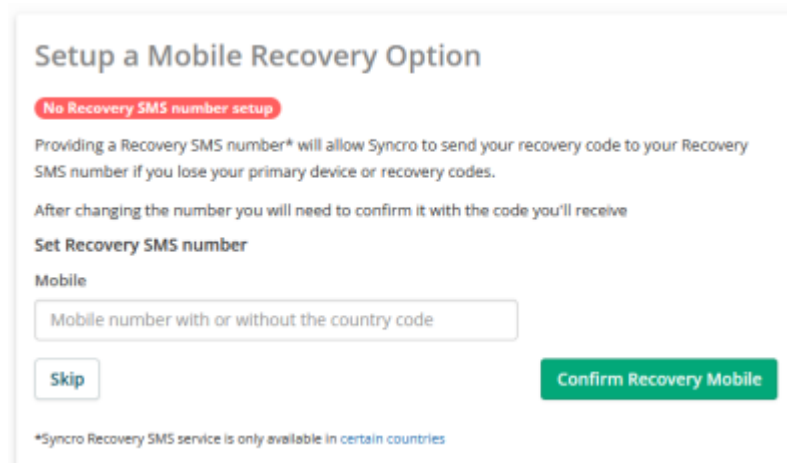 Setup a Mobile Recovery Option
No Recovery SMS number setup
Providing a Recovery SMS number* will allow Syncro to send your recovery code to your Recovery
SMS number if you lose your primary device or recovery codes.
After changing the number you will need to confirm it with the code you'll receive
Set Recovery SMS number
Mobile
Mobile number with or without the country code
Skip
Confirm Recovery Mobile
*Syncro Recovery SMS service is only available in certain countries